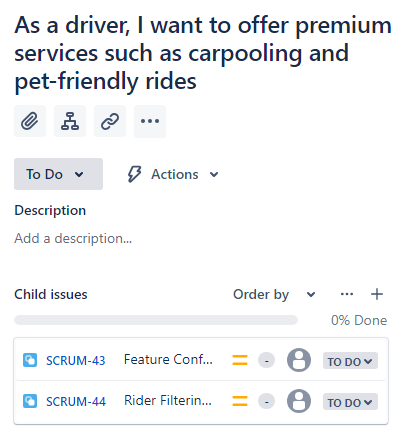 As a driver, I want to offer premium
services such as carpooling and
pet-friendly rides
To Do Actions
Description
Add a description...
Child issues Order by
0% Done
SCRUM-43 Feature Conf... - TO DO
SCRUM-44 Rider Filterin... - TO DO